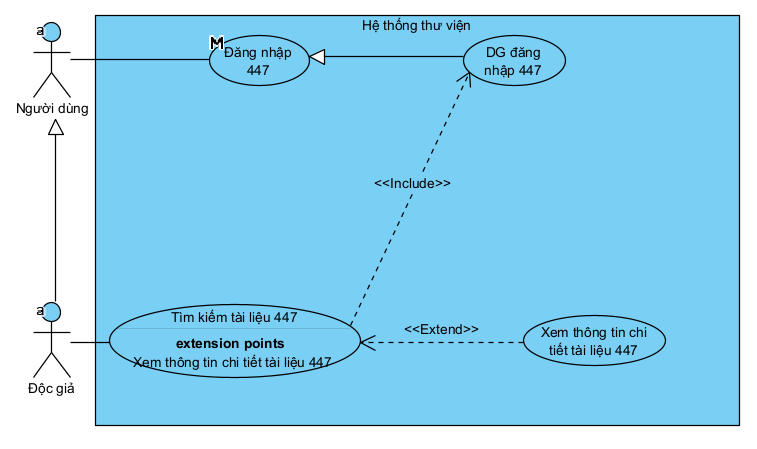 Hệ thống thư viện
a
M
Đăng nhập
447
DG đăng
nhập 447
Người dùng
<<Include>>
a
Tìm kiếm tài liệu 447
extension points
Xem thông tin chi tiết tài liệu 447
<<Extend>>
Xem thông tin chi
tiết tài liệu 447
Độc giả